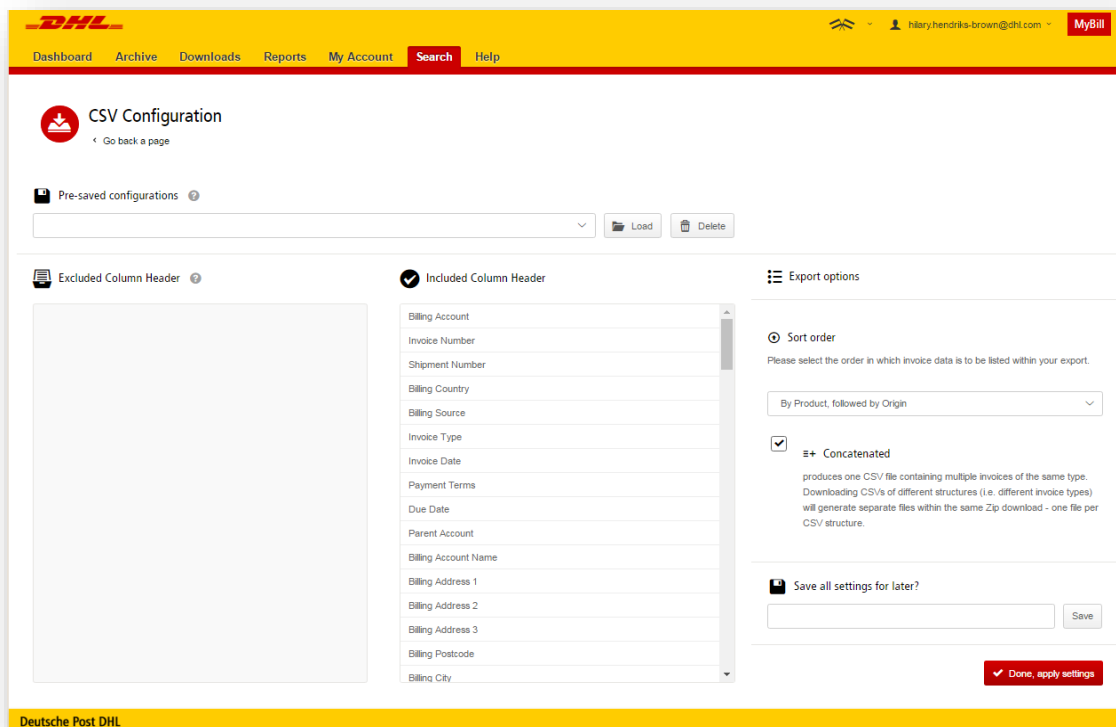 DHL
hilary.hendriks-brown@dhl.com
MyBill
Dashboard Archive Downloads Reports My Account Search Help
CSV Configuration
Go back a page
Pre-saved configurations ?
Load Delete
Excluded Column Header ?
Included Column Header
Billing Account
Invoice Number
Shipment Number
Billing Country
Billing Source
Invoice Type
Invoice Date
Payment Terms
Due Date
Parent Account
Billing Account Name
Billing Address 1
Billing Address 2
Billing Address 3
Billing Postcode
Billing City
Export options
Sort order
Please select the order in which invoice data is to be listed within your export.
By Product, followed by Origin
Concatenated
produces one CSV file containing multiple invoices of the same type.
Downloading CSVs of different structures (i.e. different invoice types)
will generate separate files within the same Zip download - one file per
CSV structure.
Save all settings for later?
Save
Done, apply settings
Deutsche Post DHL